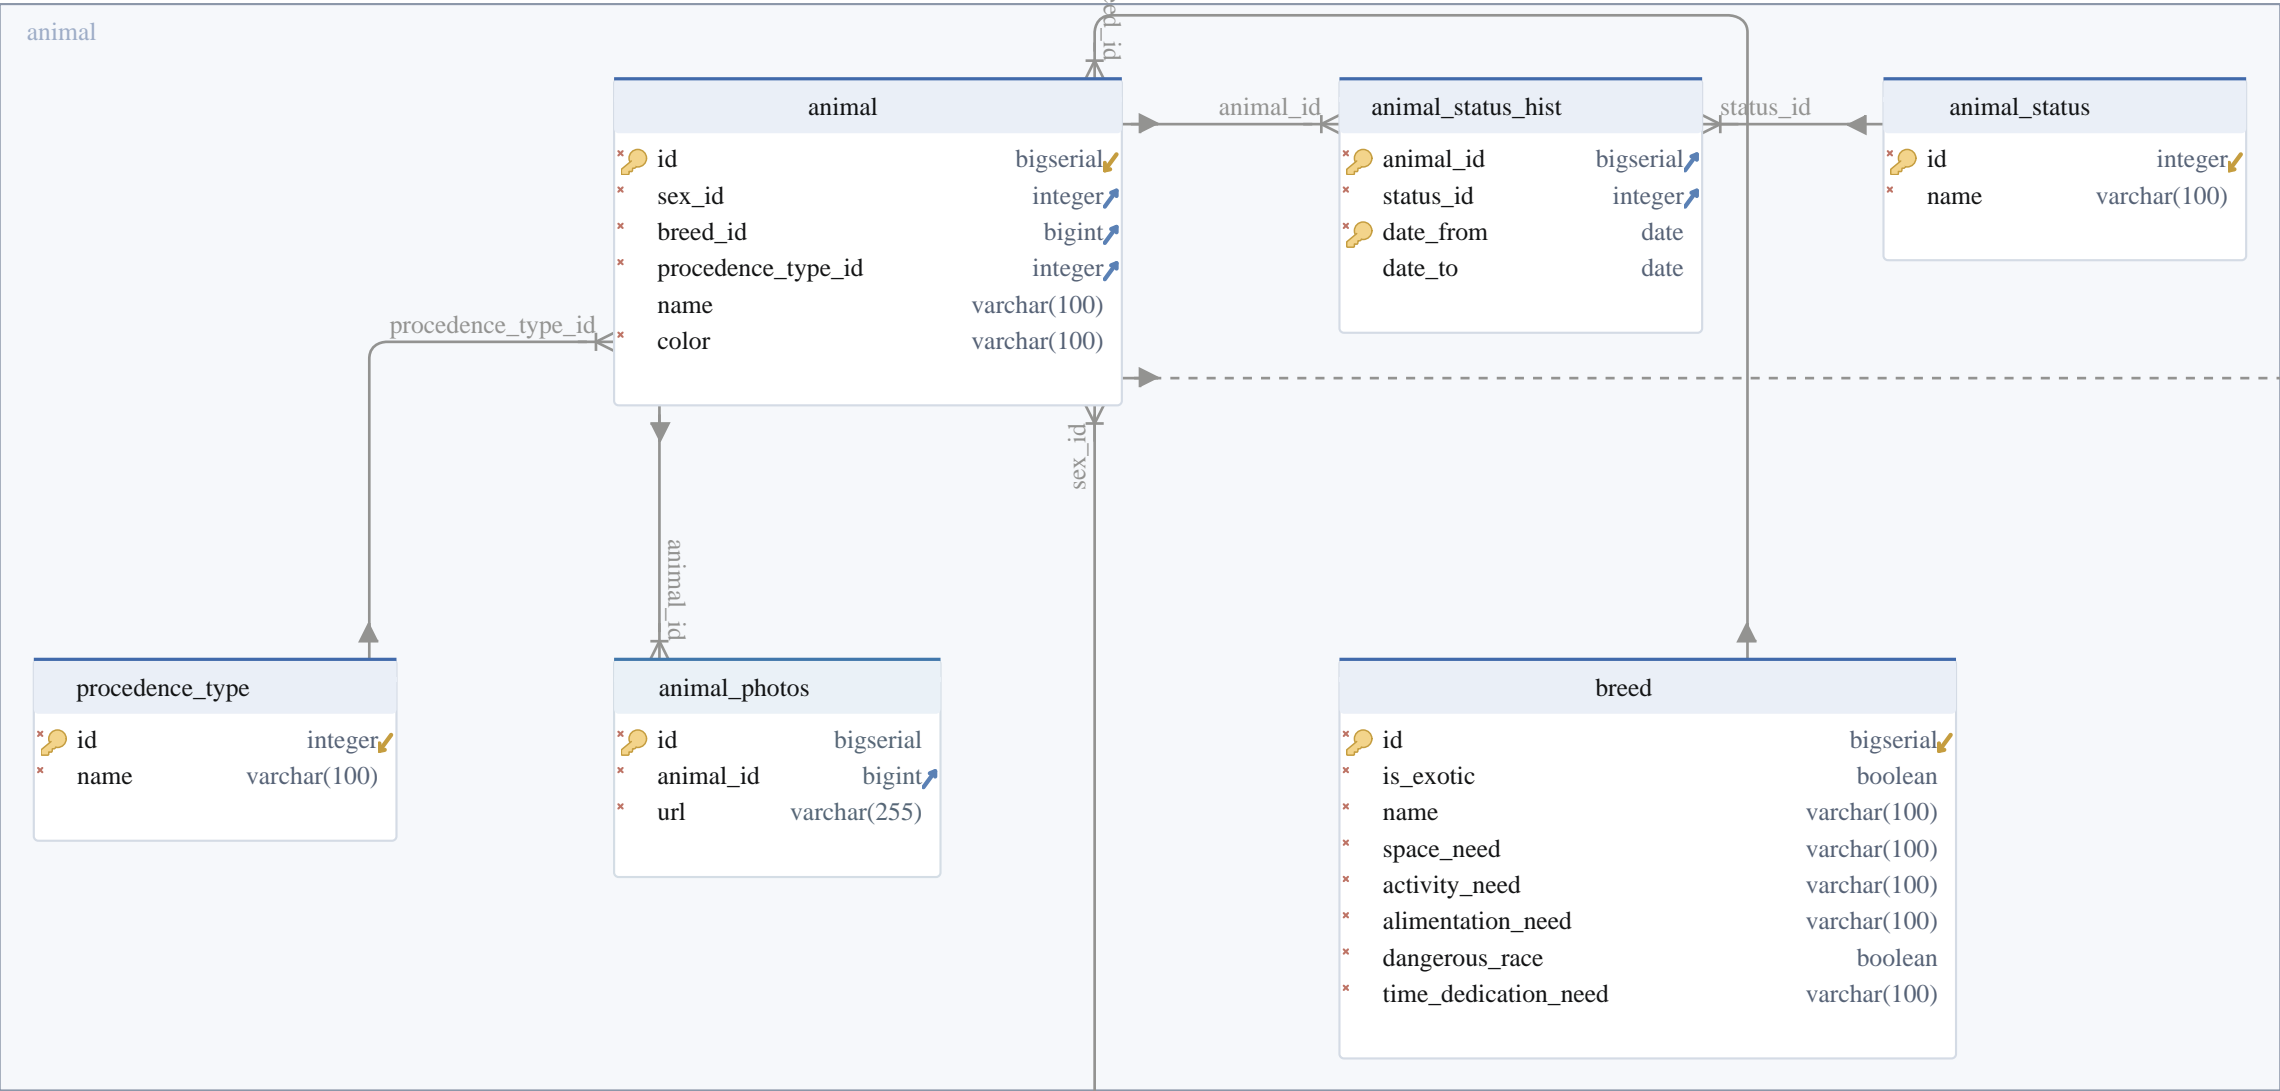 animal
ed_id
animal
id bigserial
sex_id integer
breed_id bigint
procedence_type_id integer
name varchar(100)
color varchar(100)
animal_id
animal_status_hist
animal_id bigserial
status_id integer
date_from date
date_to date
status_id
animal_status
id integer
name varchar(100)
procedence_type_id
sex_id
animal_id
procedence_type
id integer
name varchar(100)
animal_photos
id bigserial
animal_id bigint
url varchar(255)
breed
id bigserial
is_exotic boolean
name varchar(100)
space_need varchar(100)
activity_need varchar(100)
alimentation_need varchar(100)
dangerous_race boolean
time_dedication_need varchar(100)